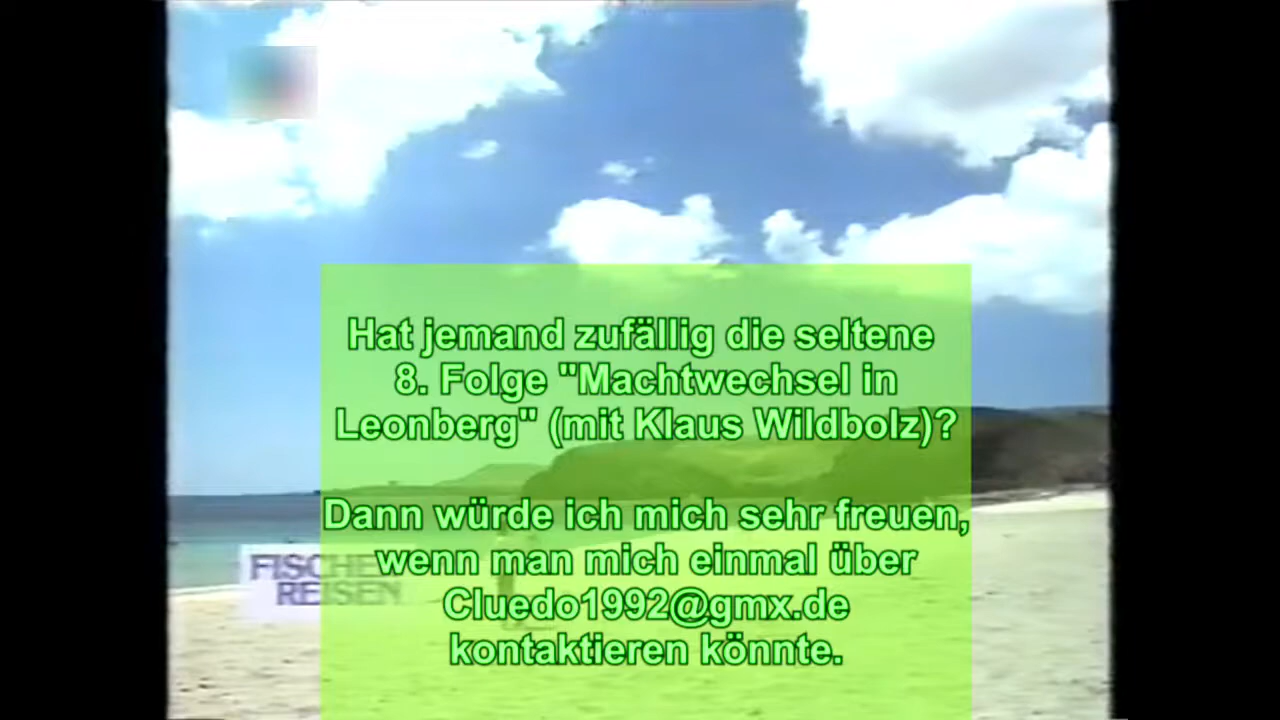 Hat jemand zufällig die seltene
8. Folge "Machtwechsel in
Leonberg" (mit Klaus Wildbolz)?
Dann würde ich mich sehr freuen,
wenn man mich einmal über
Cluedo1992@gmx.de
kontaktieren könnte.
FISCHER
REISEN